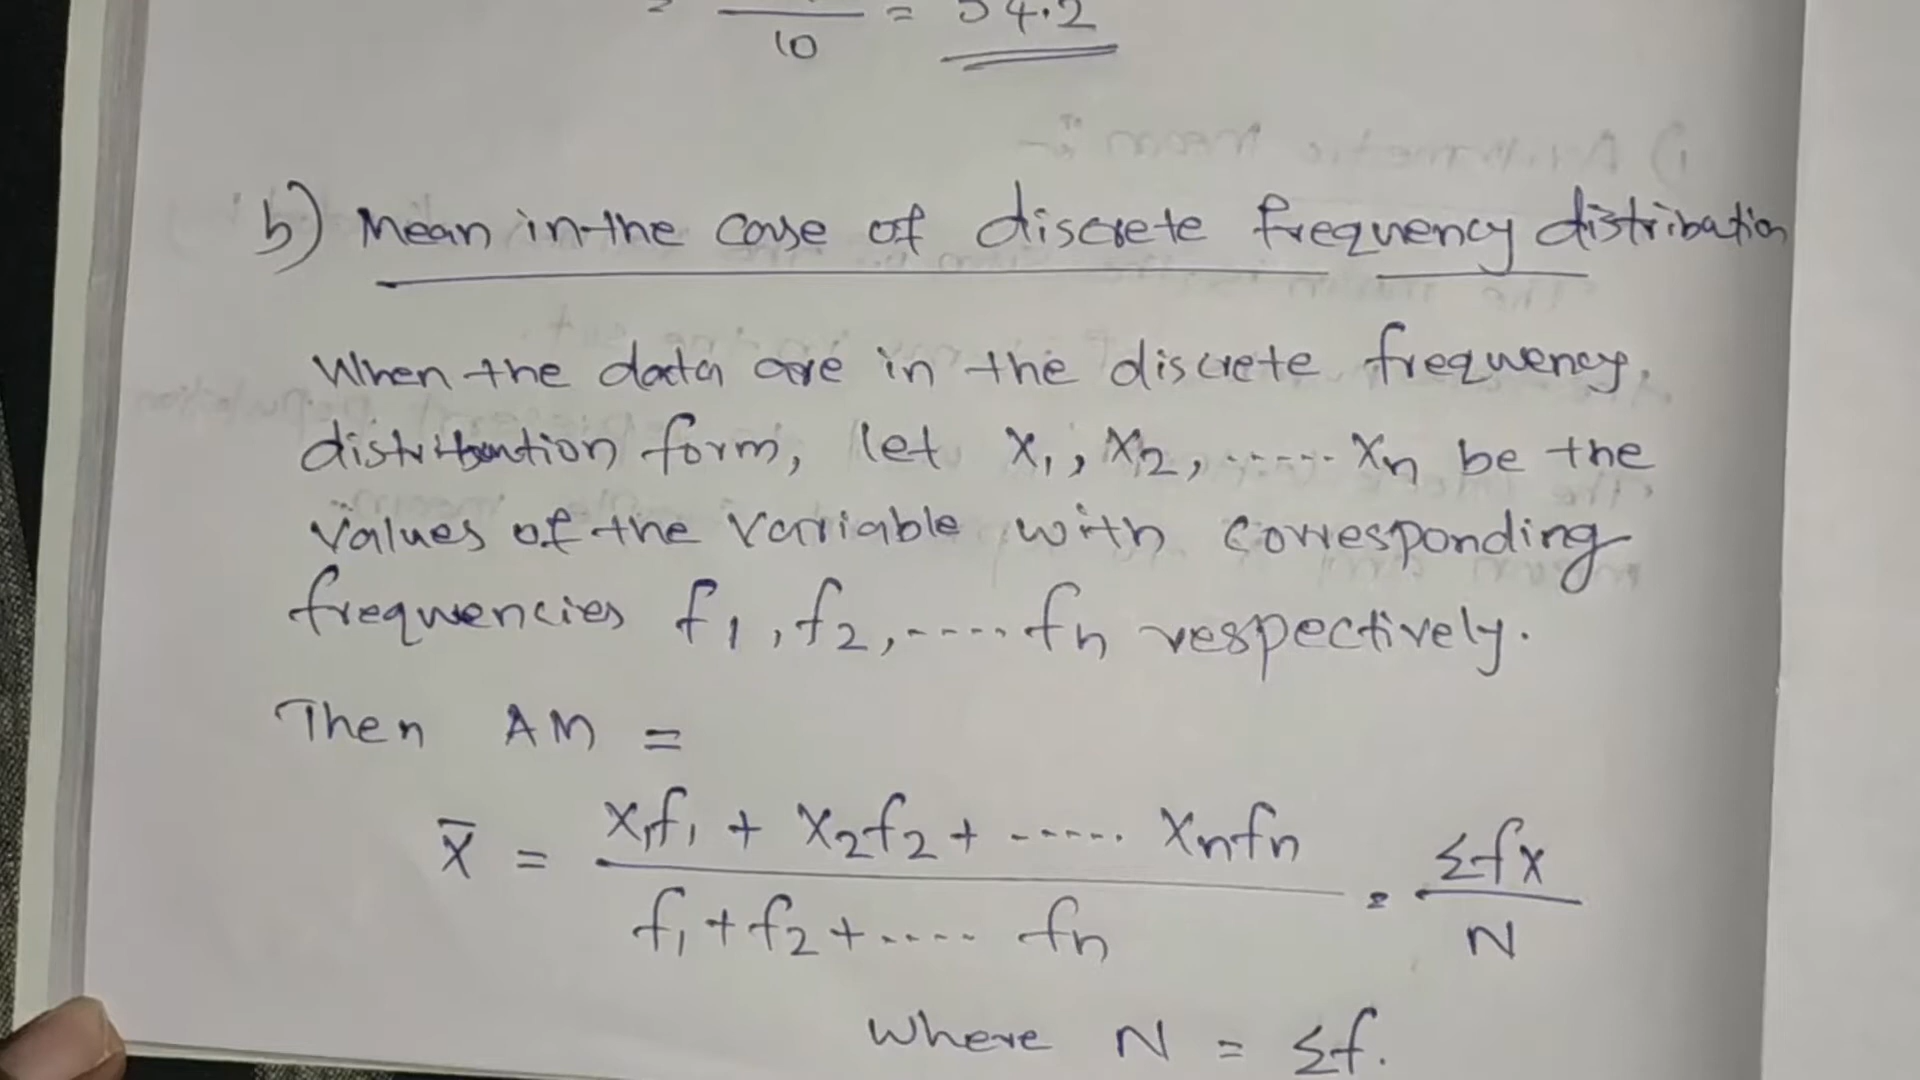 = ―― = 54.2
10
b) Mean in the case of discrete frequency distribution
When the data are in the discrete frequency,
distribution form, let x₁, x₂, ..... xₙ be the
values of the variable with corresponding
frequencies f₁, f₂, ..... fₙ respectively.
Then AM =
x̄ = x₁f₁ + x₂f₂ + ..... xₙfₙ / f₁ + f₂ + ..... fₙ = Σfx / N
Where N = Σf.